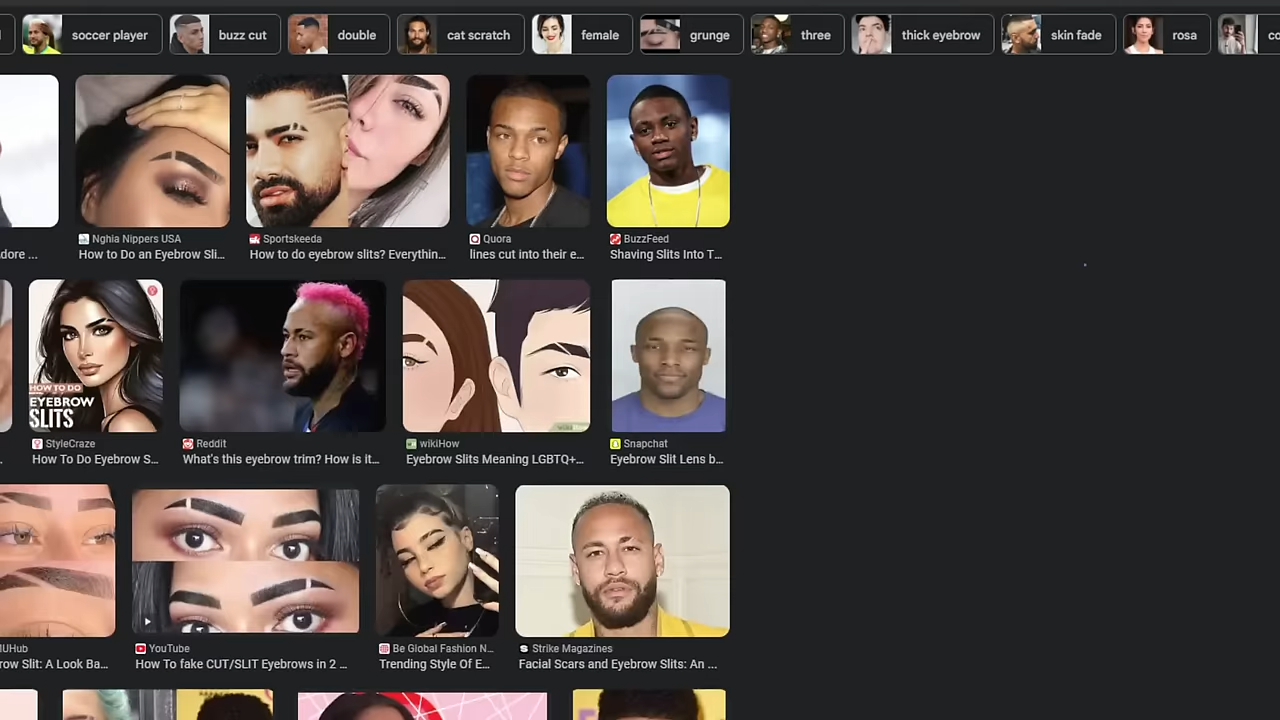 soccer player
buzz cut
double
cat scratch
female
grunge
three
thick eyebrow
skin fade
rosa
co
Nghia Nippers USA
Sportskeeda
Quora
BuzzFeed
dore ...
How to Do an Eyebrow Sli...
How to do eyebrow slits? Everythin...
lines cut into their e...
Shaving Slits Into T...
HOW TO DO
EYEBROW
SLITS
StyleCraze
Reddit
wikiHow
Snapchat
How To Do Eyebrow S...
What's this eyebrow trim? How is it...
Eyebrow Slits Meaning LGBTQ+...
Eyebrow Slit Lens b...
UHub
YouTube
Be Global Fashion N...
Strike Magazines
row Slit: A Look Ba...
How To fake CUT/SLIT Eyebrows in 2 ...
Trending Style Of E...
Facial Scars and Eyebrow Slits: An ...